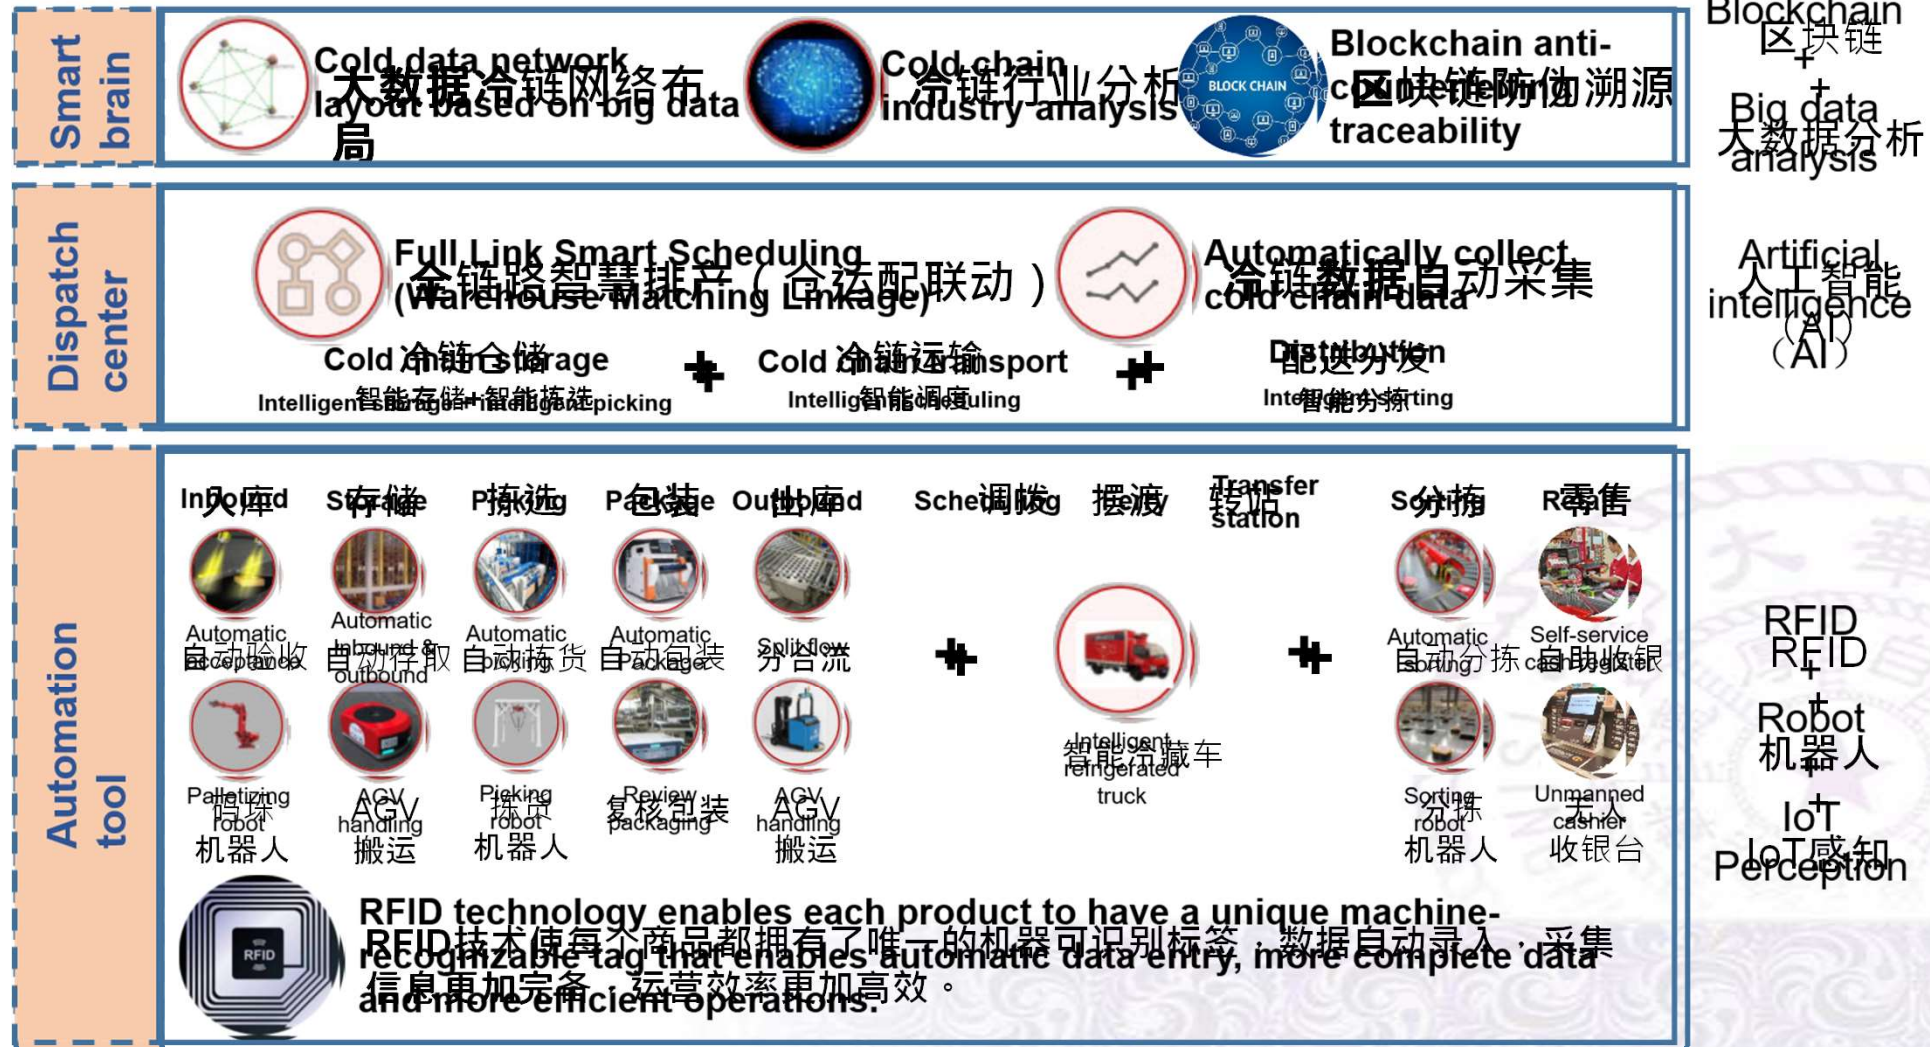 Smart
brain
Cold data network
layout based on big data
大数据冷链网络布
局
Cold chain
industry analysis
冷链行业分析
BLOCK CHAIN
Blockchain anti-
counterfeiting
traceability
区块链防伪溯源
Blockchain
+
Big data
analysis
区块链
+
大数据分析
Dispatch
center
Full Link Smart Scheduling
(Warehouse Matching Linkage)
全链路智慧排产（仓运配联动）
Automatically collect
cold chain data
冷链数据自动采集
Cold chain storage
冷链仓储
Intelligent storage + intelligent picking
智能存储+智能拣选
+
+
Cold chain transport
冷链运输
Intelligent scheduling
智能调度
+
+
Distribution
配送分发
Intelligent sorting
智能分拣
Artificial
intelligence
(AI)
人工智能
（AI）
Automation
tool
Inbound
入库
Storage
存储
Picking
拣选
Package
包装
Outbound
出库
Scheduling
调拨
Ferry
摆渡
Transfer
station
转站
Sorting
分拣
Retail
零售
Automatic
acceptance
自动验收
Automatic
Inbound &
outbound
自动存取
Automatic
picking
自动拣货
Automatic
Package
自动包装
Split flow
分合流
+
+
Intelligent
refrigerated
truck
智能冷藏车
+
+
Automatic
sorting
自动分拣
Self-service
cash register
自助收银
Palletizing
robot
码垛
机器人
AGV
handling
AGV
搬运
Picking
robot
拣货
机器人
Review
packaging
复核包装
AGV
handling
AGV
搬运
Sorting
robot
分拣
机器人
Unmanned
cashier
无人
收银台
RFID
+
Robot
+
IoT
Perception
RFID
+
机器人
+
IoT感知
RFID
RFID technology enables each product to have a unique machine-
recognizable tag that enables automatic data entry, more complete data
and more efficient operations.
RFID技术使每个商品都拥有了唯一的机器可识别标签，数据自动录入，采集
信息更加完备，运营效率更加高效。